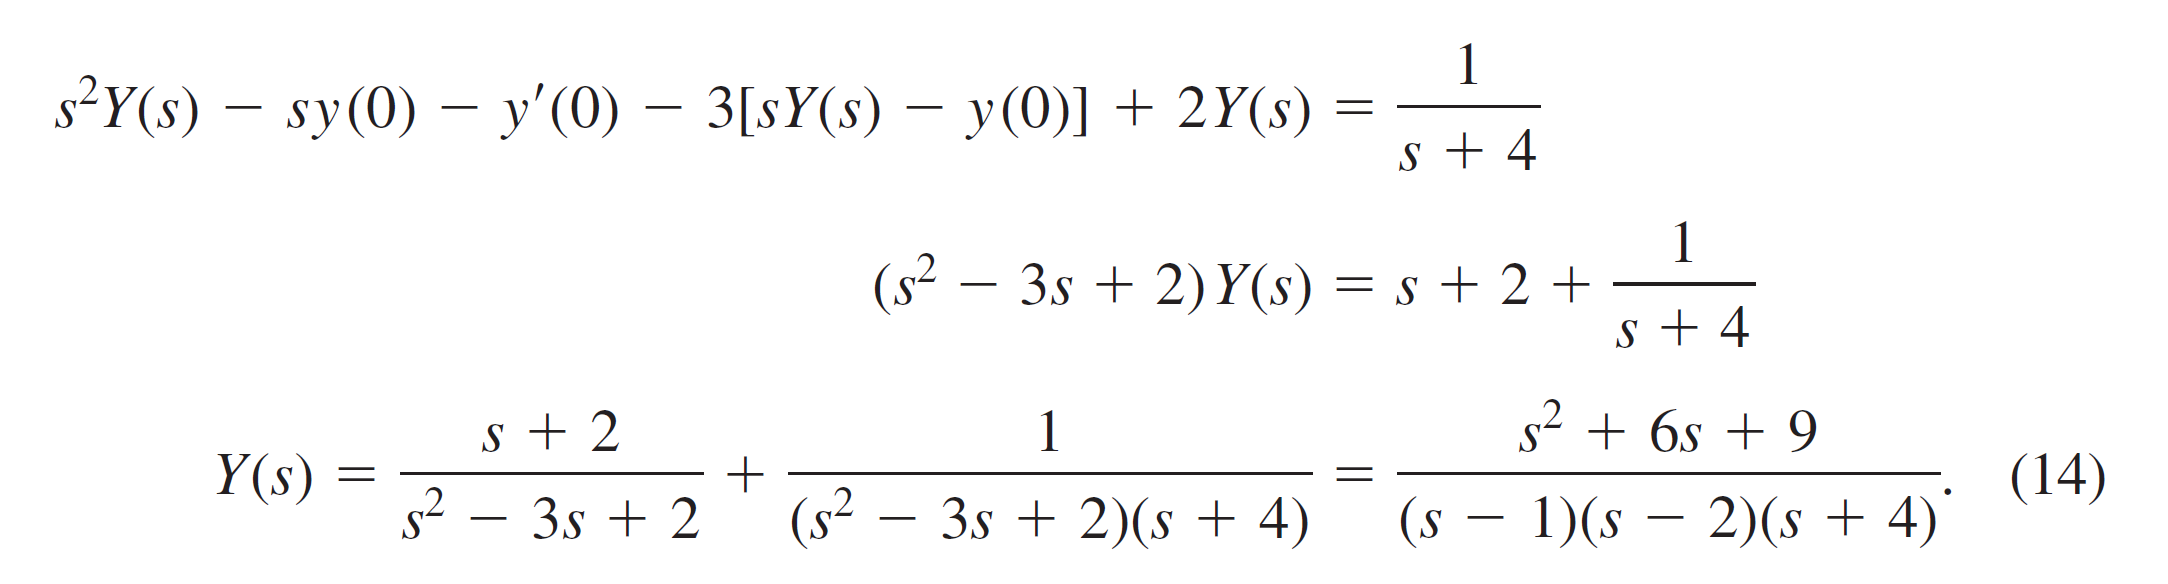 s²Y(s) − sy(0) − y′(0) − 3[sY(s) − y(0)] + 2Y(s) = 1/(s + 4)
(s² − 3s + 2)Y(s) = s + 2 + 1/(s + 4)
Y(s) = (s + 2)/(s² − 3s + 2) + 1/((s² − 3s + 2)(s + 4)) = (s² + 6s + 9)/((s − 1)(s − 2)(s + 4)). (14)